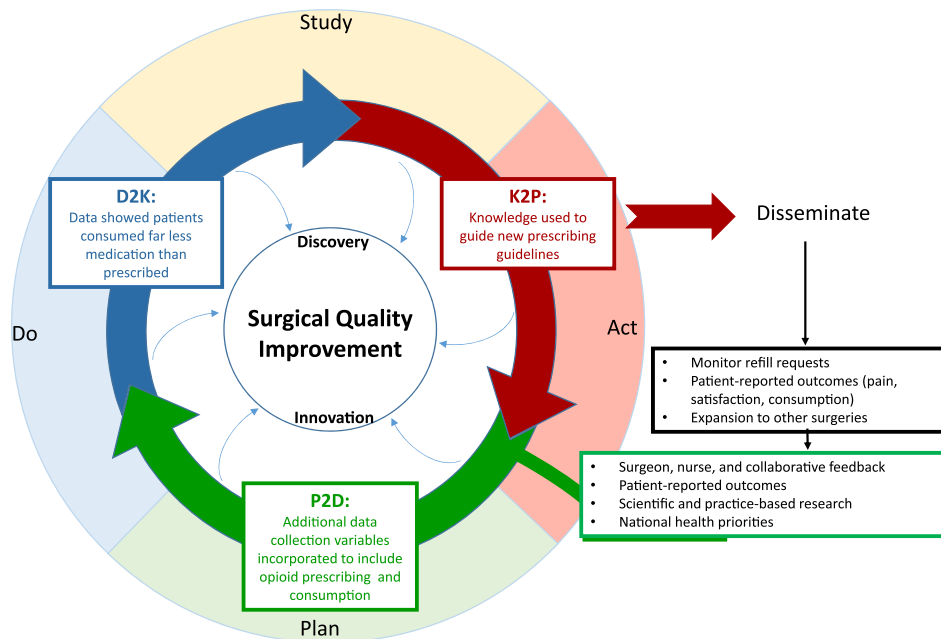 Study
D2K:
Data showed patients
consumed far less
medication than
prescribed
K2P:
Knowledge used to
guide new prescribing
guidelines
Disseminate
Discovery
Surgical Quality
Improvement
Innovation
Do
Act
• Monitor refill requests
• Patient-reported outcomes (pain,
satisfaction, consumption)
• Expansion to other surgeries
• Surgeon, nurse, and collaborative feedback
• Patient-reported outcomes
• Scientific and practice-based research
• National health priorities
P2D:
Additional data
collection variables
incorporated to include
opioid prescribing and
consumption
Plan